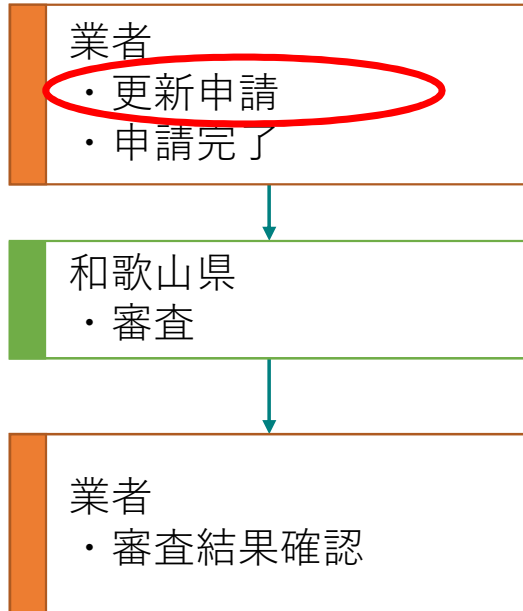 業者
・更新申請
・申請完了
和歌山県
・審査
業者
・審査結果確認